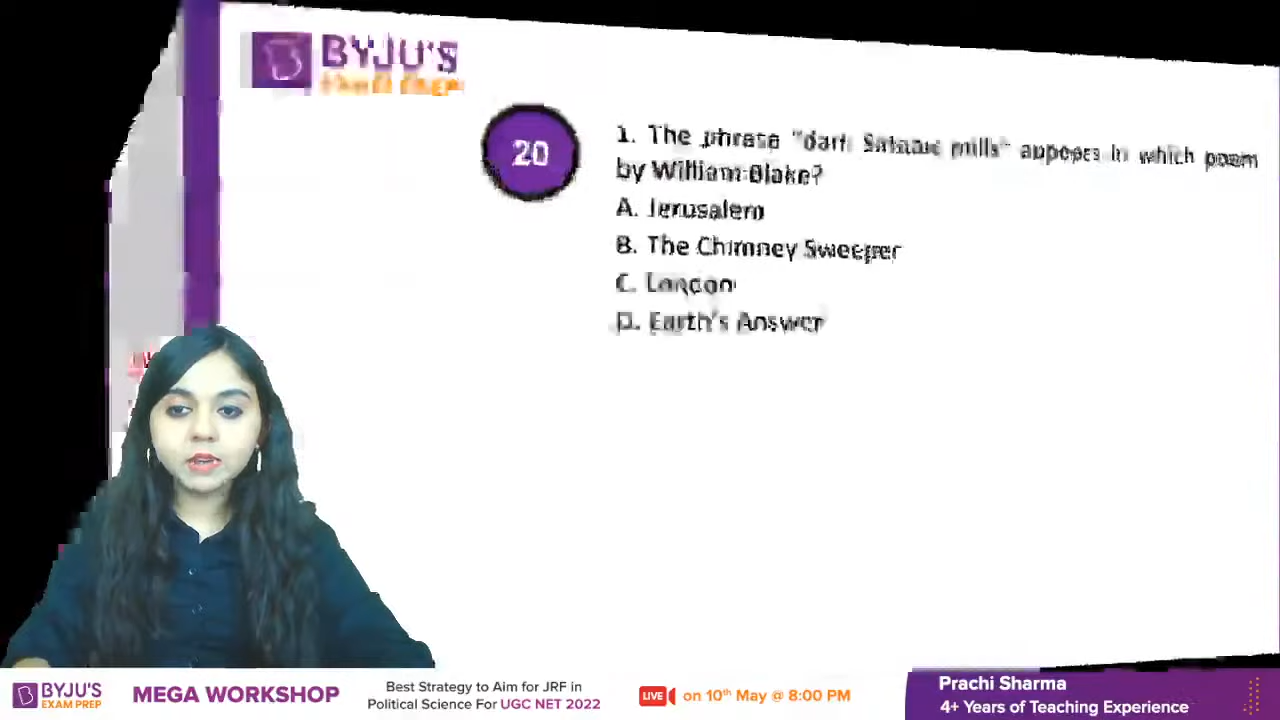 BYJU'S
20
1. The phrase "dark Satanic mills" appears in which poem
by William Blake?
A. Jerusalem
B. The Chimney Sweeper
C. London
D. Earth's Answer
BYJU'S
EXAM PREP
MEGA WORKSHOP
Best Strategy to Aim for JRF in
Political Science For UGC NET 2022
LIVE
on 10th May @ 8:00 PM
Prachi Sharma
4+ Years of Teaching Experience